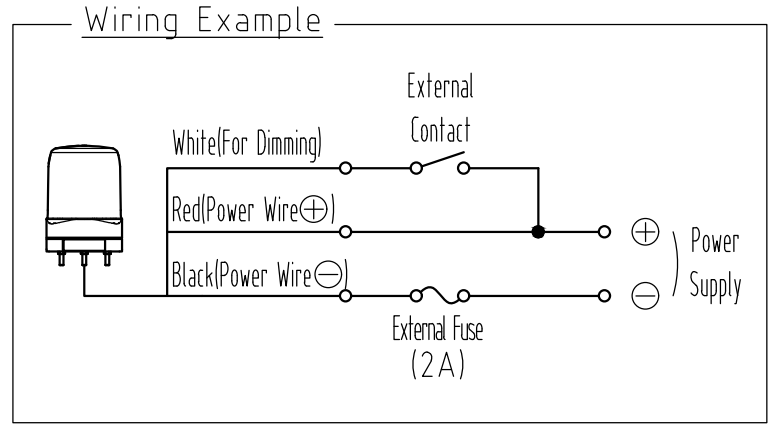 Wiring Example
External
Contact
White(For Dimming)
Red(Power Wire⊕)
Black(Power Wire⊖)
External Fuse
(2A)
⊕
⊖
Power
Supply